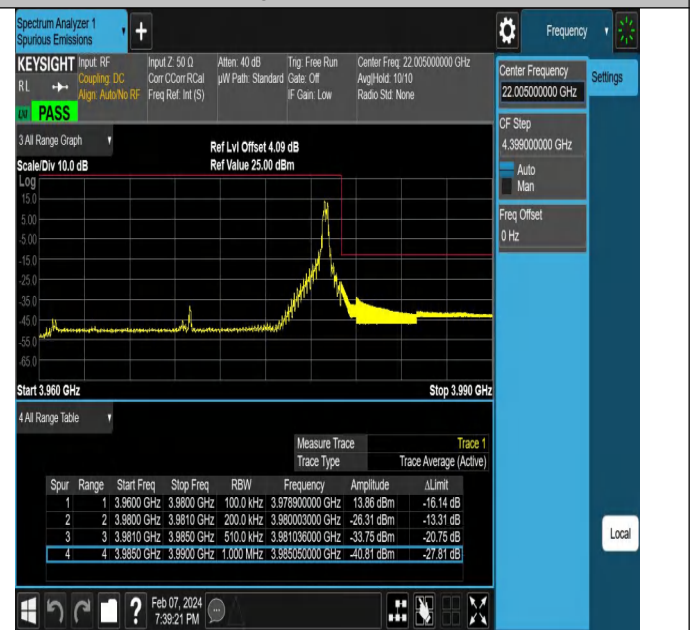 Spectrum Analyzer 1
Spurious Emissions
+
Frequency
KEYSIGHT Input: RF Input Z: 50 Ω Atten: 40 dB Trig: Free Run Center Freq: 22.005000000 GHz
RL Coupling: DC Corr CCorr RCal µW Path: Standard Gate: Off Avg|Hold: 10/10
Align: Auto/No RF Freq Ref: Int (S) IF Gain: Low Radio Std: None
PASS
Center Frequency
22.005000000 GHz
Settings
CF Step
4.399000000 GHz
Auto
Man
Freq Offset
0 Hz
3 All Range Graph
Ref Lvl Offset 4.09 dB
Scale/Div 10.0 dB Ref Value 25.00 dBm
Log
15.0
5.00
-5.00
-15.0
-25.0
-35.0
-45.0
-55.0
-65.0
Start 3.960 GHz Stop 3.990 GHz
4 All Range Table
Measure Trace Trace 1
Trace Type Trace Average (Active)
Spur Range Start Freq Stop Freq RBW Frequency Amplitude ΔLimit
1 1 3.9600 GHz 3.9800 GHz 100.0 kHz 3.978900000 GHz 13.86 dBm -16.14 dB
2 2 3.9800 GHz 3.9810 GHz 200.0 kHz 3.980003000 GHz -26.31 dBm -13.31 dB
3 3 3.9810 GHz 3.9850 GHz 510.0 kHz 3.981036000 GHz -33.75 dBm -20.75 dB
4 4 3.9850 GHz 3.9900 GHz 1.000 MHz 3.985050000 GHz -40.81 dBm -27.81 dB
Local
? Feb 07, 2024
7:39:21 PM